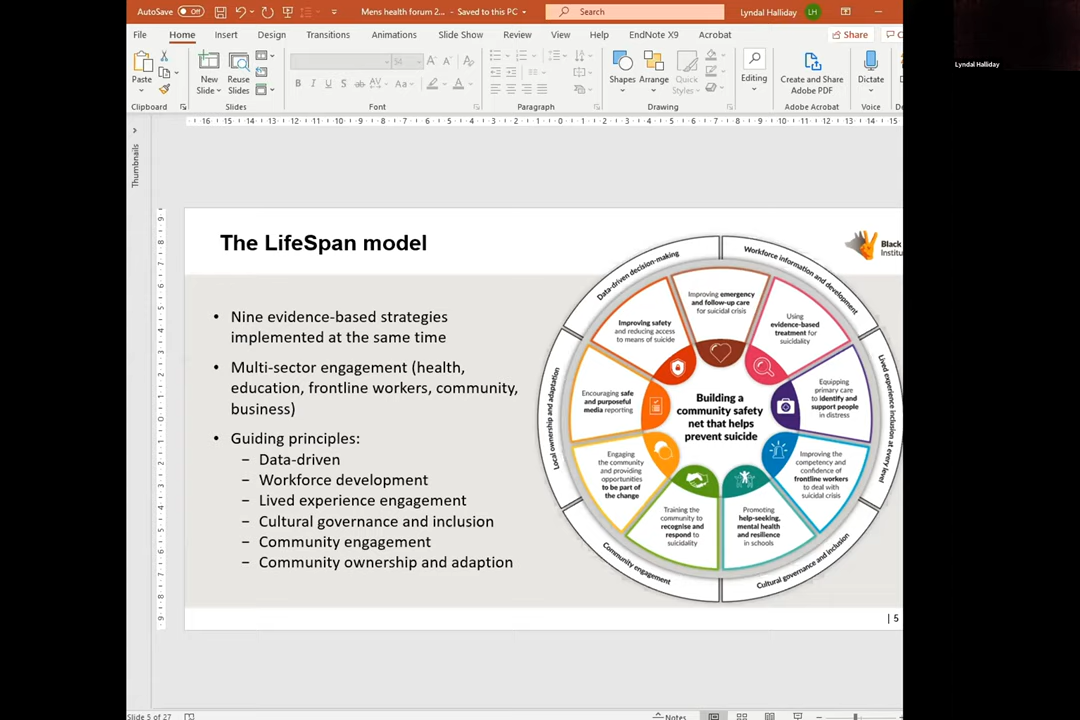 AutoSave Off
Mens health forum 2... - Saved to this PC
Search
Lyndal Halliday
LH
File
Home
Insert
Design
Transitions
Animations
Slide Show
Review
View
Help
EndNote X9
Acrobat
Share
Paste
New Slide
Reuse Slides
Shapes
Arrange
Quick Styles
Editing
Create and Share Adobe PDF
Dictate
Clipboard
Slides
Font
Paragraph
Drawing
Adobe Acrobat
Voice
Lyndal Halliday
Thumbnails
The LifeSpan model
Black
Institu
• Nine evidence-based strategies
implemented at the same time
• Multi-sector engagement (health,
education, frontline workers, community,
business)
• Guiding principles:
– Data-driven
– Workforce development
– Lived experience engagement
– Cultural governance and inclusion
– Community engagement
– Community ownership and adaption
Data-driven decision-making
Workforce information and development
Lived experience inclusion at every level
Cultural governance and inclusion
Community engagement
Local ownership and adaptation
Improving emergency
and follow-up care
for suicidal crisis
Using
evidence-based
treatment for
suicidality
Equipping
primary care
to identify and
support people
in distress
Improving the
competency and
confidence of
frontline workers
to deal with
suicidal crisis
Promoting
help-seeking,
mental health
and resilience
in schools
Training the
community to
recognise and
respond to
suicidality
Engaging
the community
and providing
opportunities
to be part of
the change
Encouraging safe
and purposeful
media reporting
Improving safety
and reducing access
to means of suicide
Building a
community safety
net that helps
prevent suicide
| 5
Slide 5 of 27
Notes